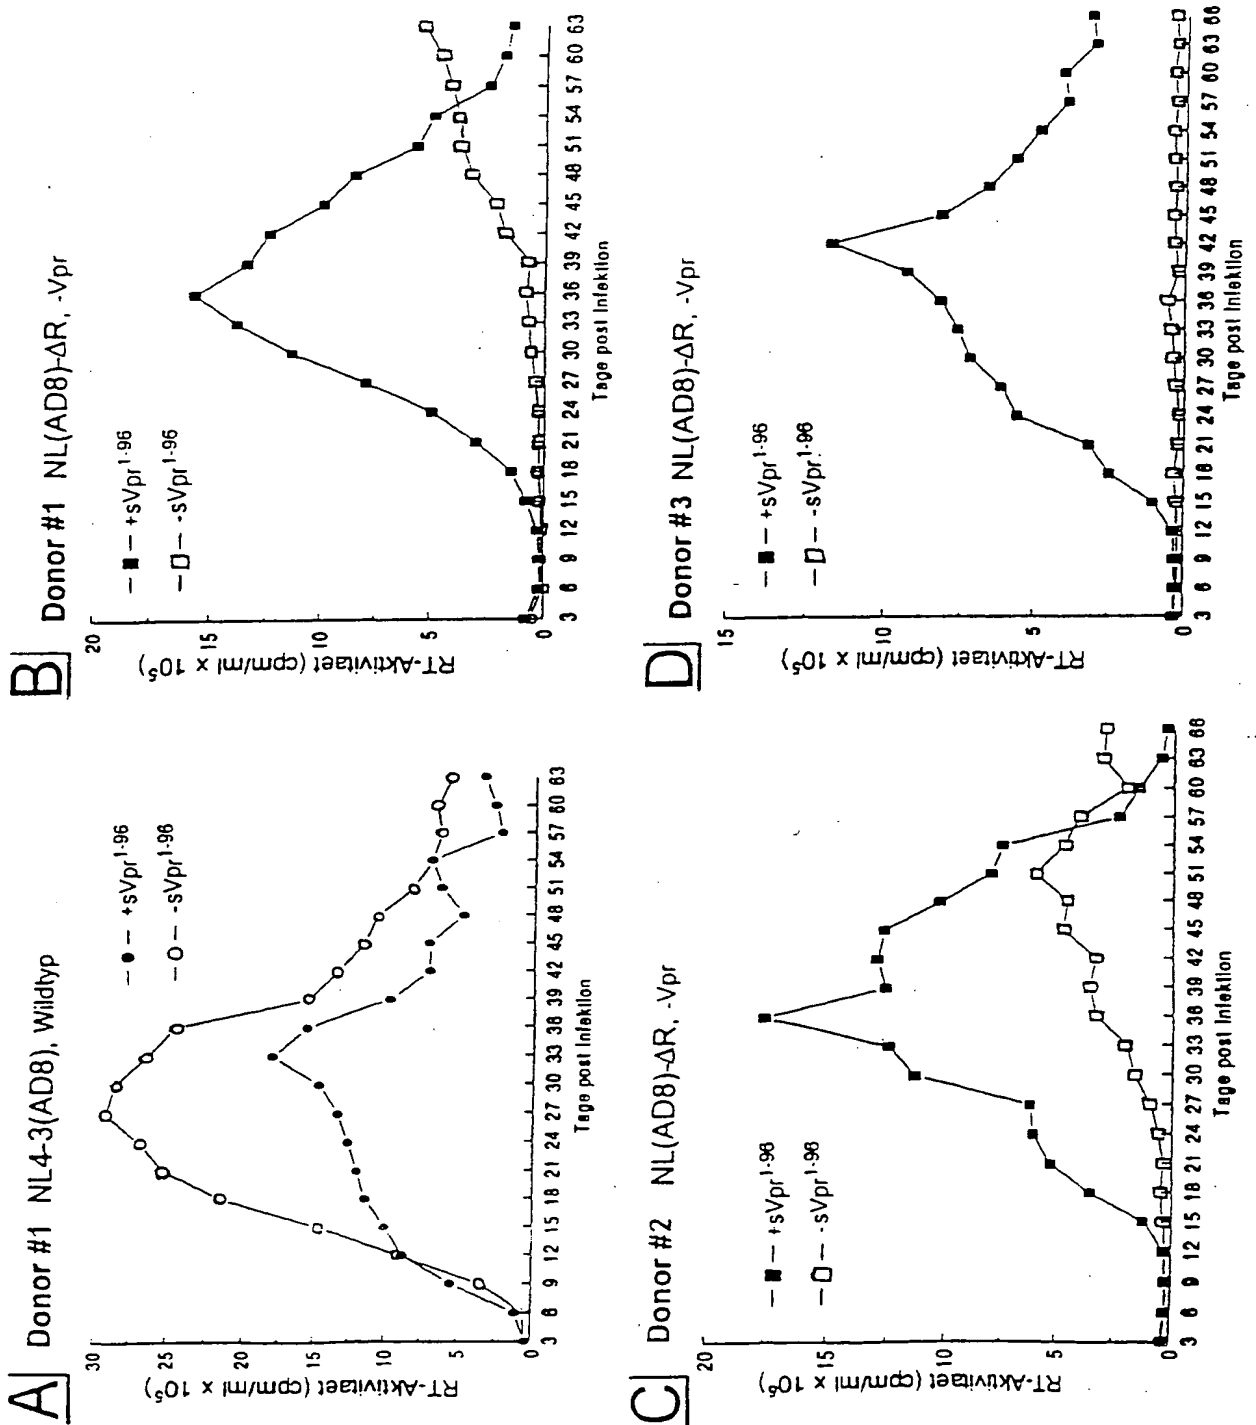 A
Donor #1 NL4-3(AD8), Wildtyp
+sVpr1-96
-sVpr1-96
RT-Aktivitaet (cpm/ml x 10⁵)
30
25
20
15
10
5
0
3 6 9 12 15 18 21 24 27 30 33 36 39 42 45 48 51 54 57 60 63
Tage post Infektion
B
Donor #1 NL(AD8)-ΔR, -Vpr
+sVpr1-96
-sVpr1-96
RT-Aktivitaet (cpm/ml x 10⁵)
20
15
10
5
0
3 6 9 12 15 18 21 24 27 30 33 36 39 42 45 48 51 54 57 60 63
Tage post Infektion
C
Donor #2 NL(AD8)-ΔR, -Vpr
+sVpr1-96
-sVpr1-96
RT-Aktivitaet (cpm/ml x 10⁵)
20
15
10
5
0
3 6 9 12 15 18 21 24 27 30 33 36 39 42 45 48 51 54 57 60 63 66
Tage post Infektion
D
Donor #3 NL(AD8)-ΔR, -Vpr
+sVpr1-96
-sVpr1-96
RT-Aktivitaet (cpm/ml x 10⁵)
15
10
5
0
3 6 9 12 15 18 21 24 27 30 33 36 39 42 45 48 51 54 57 60 63 66
Tage post Infektion